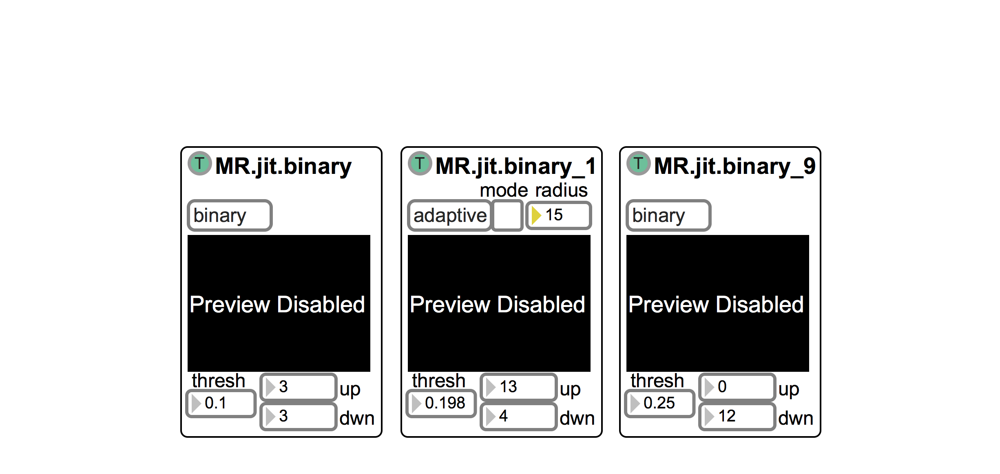 T MR.jit.binary
binary
Preview Disabled
thresh
3 up
0.1
3 dwn
T MR.jit.binary_1
mode radius
adaptive 15
Preview Disabled
thresh
13 up
0.198
4 dwn
T MR.jit.binary_9
binary
Preview Disabled
thresh
0 up
0.25
12 dwn